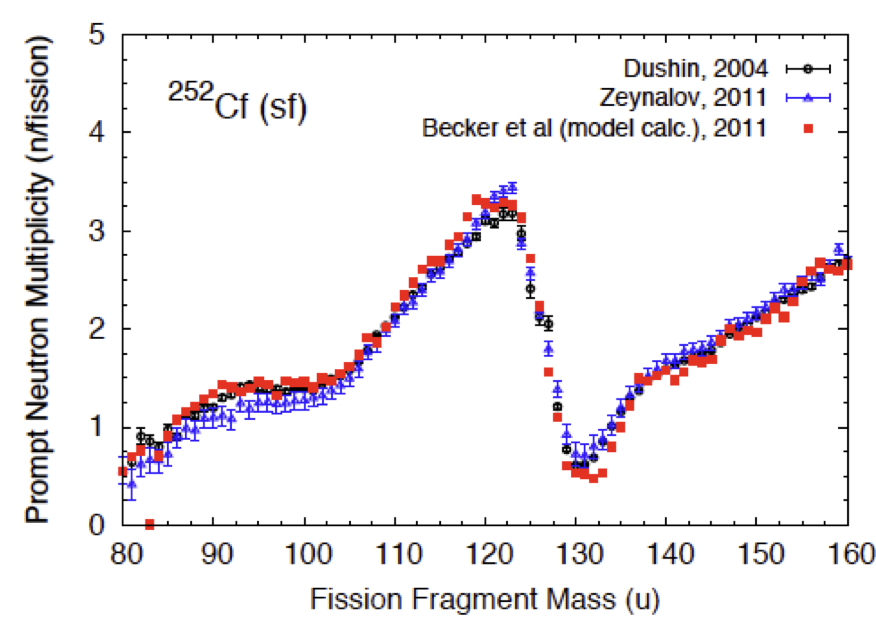 5
4
3
2
1
0
Prompt Neutron Multiplicity (n/fission)
²⁵²Cf (sf)
Dushin, 2004
Zeynalov, 2011
Becker et al (model calc.), 2011
80 90 100 110 120 130 140 150 160
Fission Fragment Mass (u)